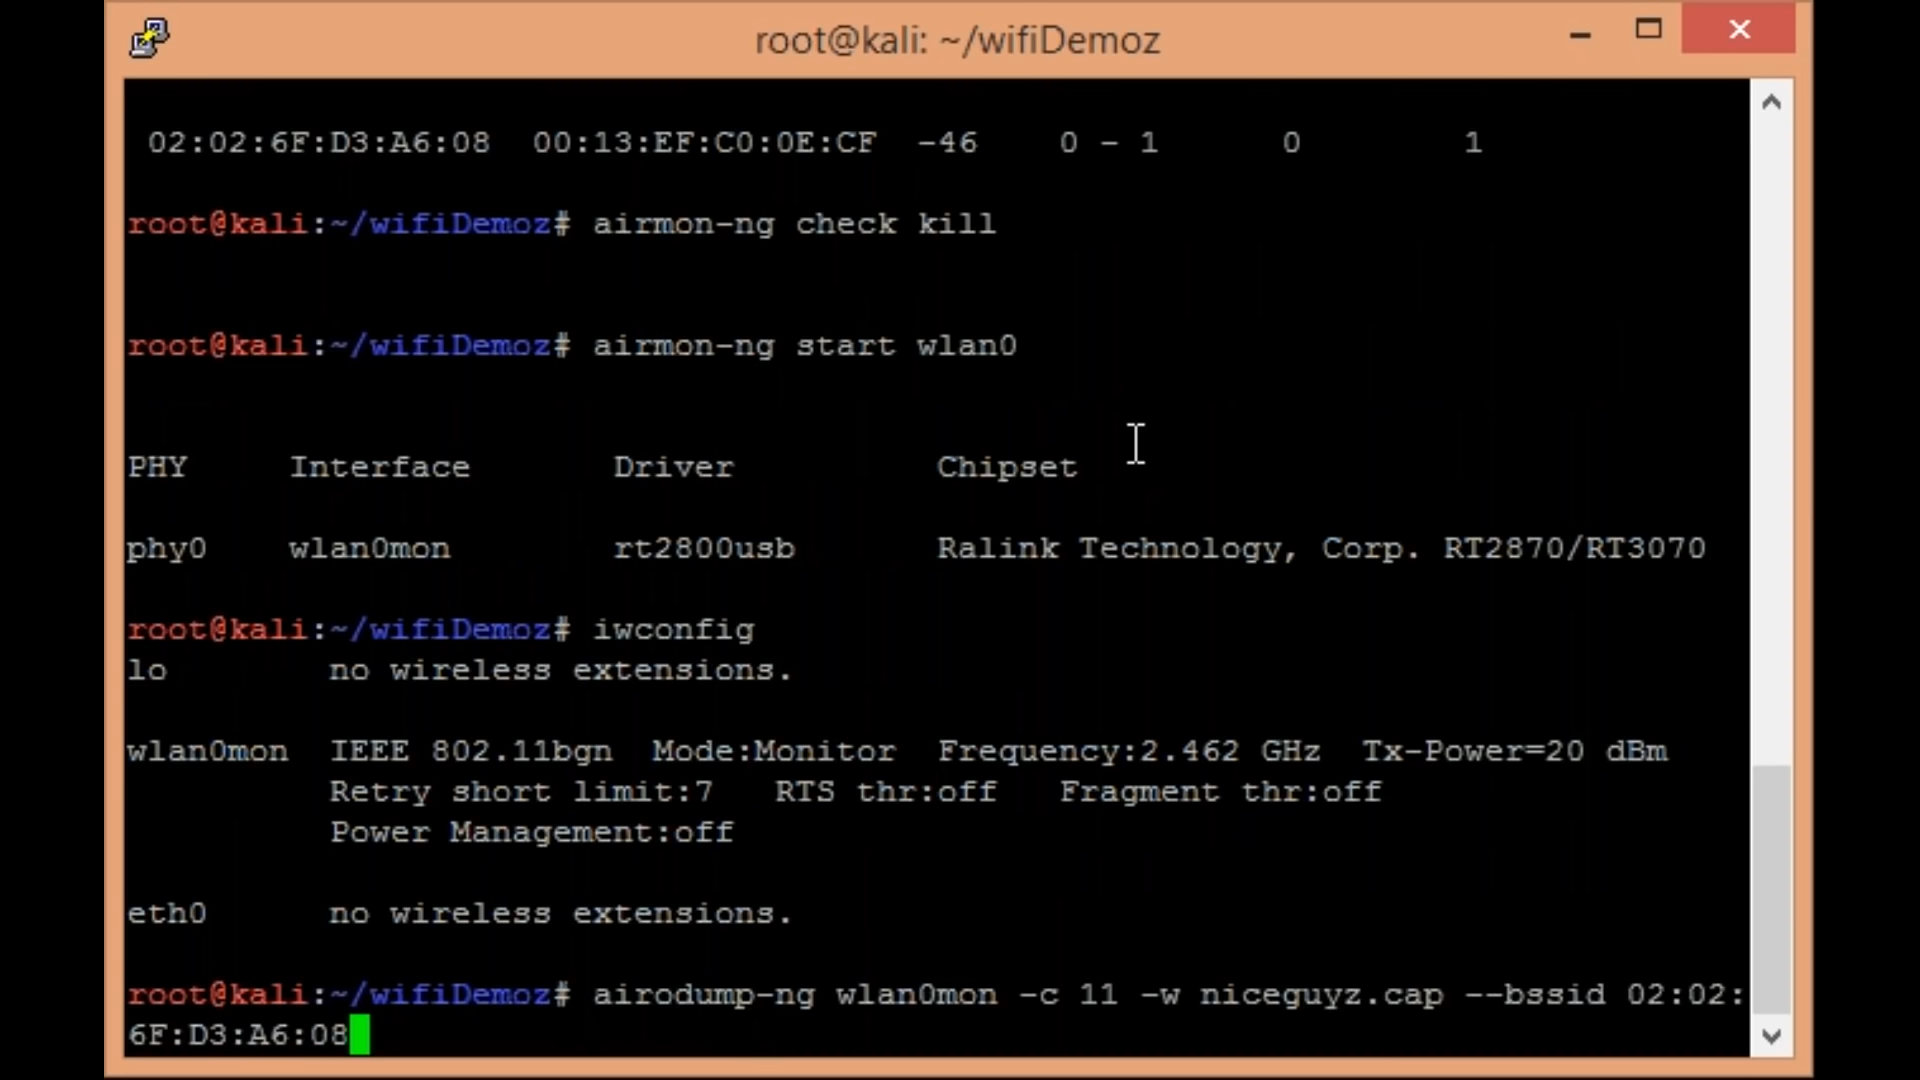 root@kali: ~/wifiDemoz
02:02:6F:D3:A6:08  00:13:EF:C0:0E:CF  -46    0 - 1      0        1
root@kali:~/wifiDemoz# airmon-ng check kill
root@kali:~/wifiDemoz# airmon-ng start wlan0
PHY     Interface       Driver          Chipset
phy0    wlan0mon        rt2800usb       Ralink Technology, Corp. RT2870/RT3070
root@kali:~/wifiDemoz# iwconfig
lo        no wireless extensions.
wlan0mon  IEEE 802.11bgn  Mode:Monitor  Frequency:2.462 GHz  Tx-Power=20 dBm
          Retry short limit:7   RTS thr:off   Fragment thr:off
          Power Management:off
eth0      no wireless extensions.
root@kali:~/wifiDemoz# airodump-ng wlan0mon -c 11 -w niceguyz.cap --bssid 02:02:
6F:D3:A6:08